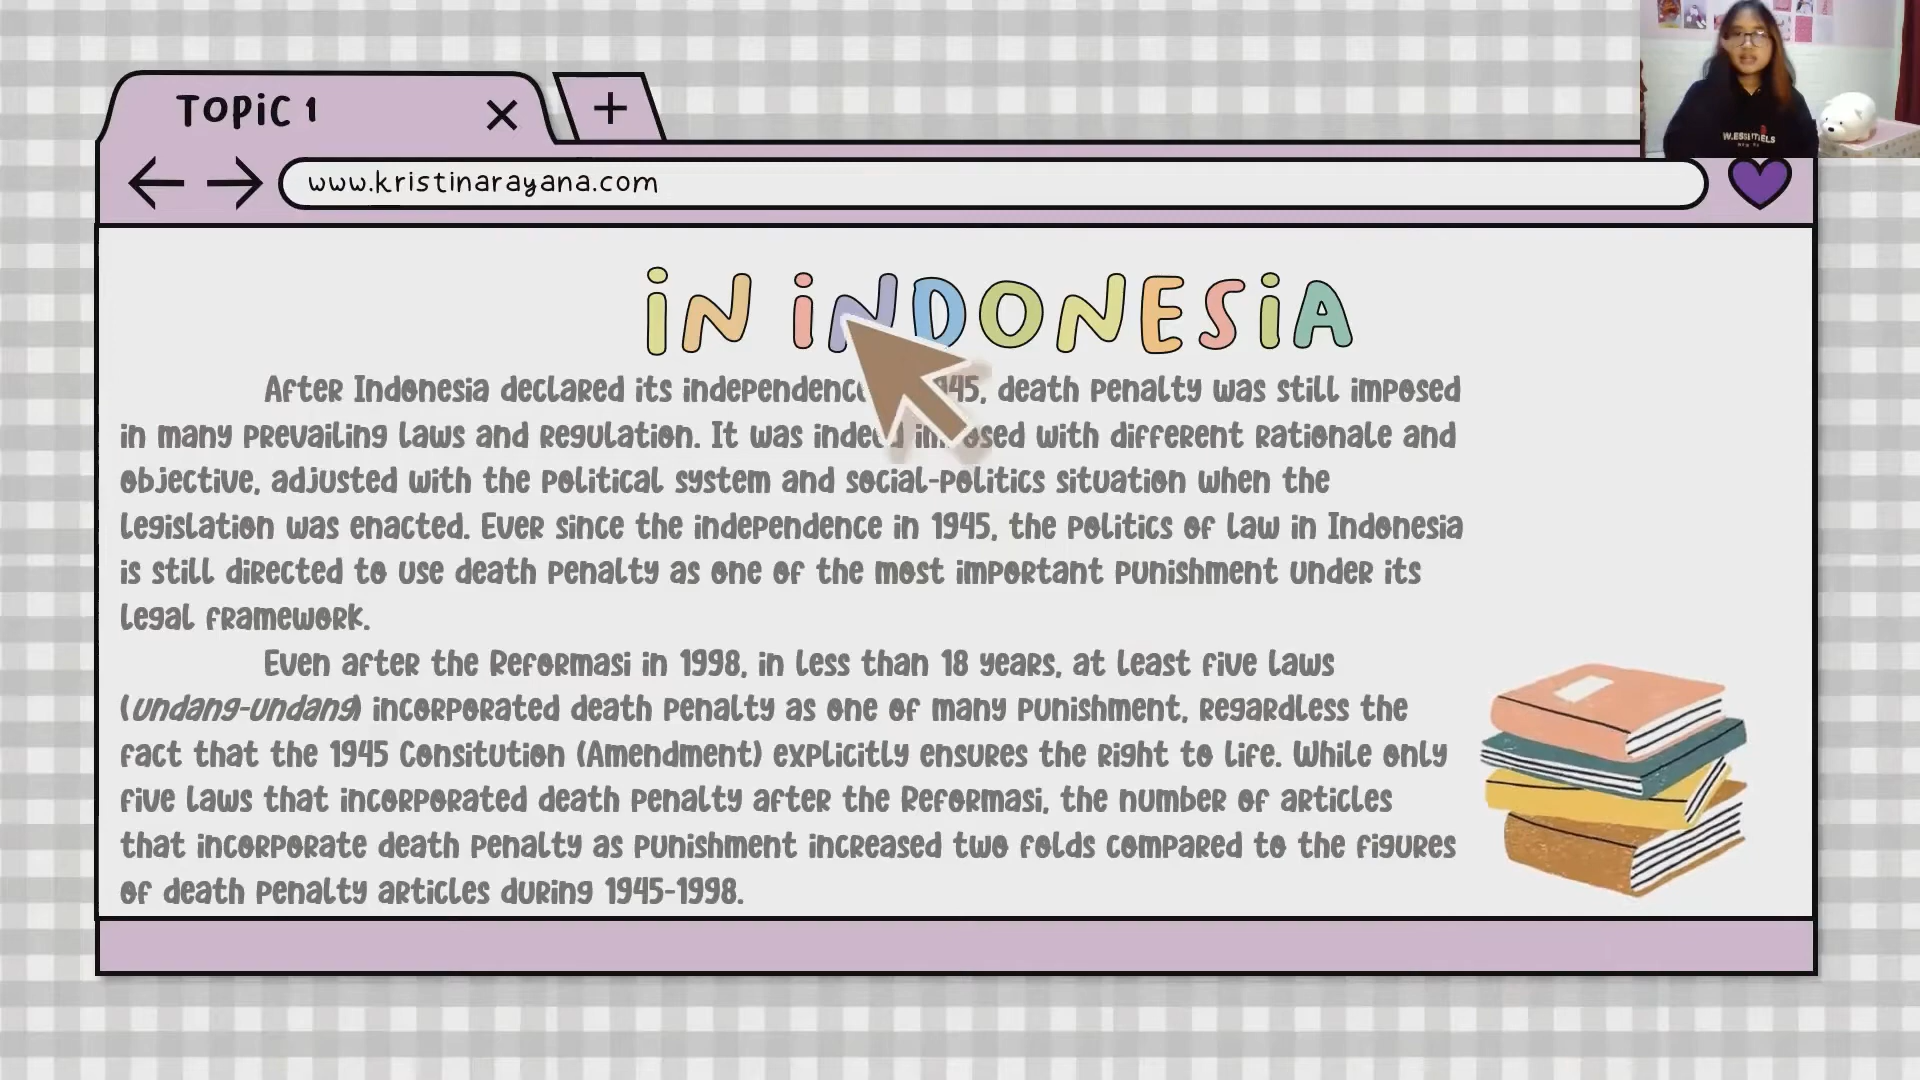 TOPIC 1
www.kristinarayana.com
IN INDONESIA
After Indonesia declared its independence 1945, death penalty was still imposed
in many prevailing laws and regulation. It was indeed imposed with different rationale and
objective, adjusted with the political system and social-politics situation when the
legislation was enacted. Ever since the independence in 1945, the politics of law in Indonesia
is still directed to use death penalty as one of the most important punishment under its
legal framework.
Even after the Reformasi in 1998, in less than 18 years, at least five laws
(undang-undang) incorporated death penalty as one of many punishment, regardless the
fact that the 1945 Consitution (Amendment) explicitly ensures the right to life. While only
five laws that incorporated death penalty after the Reformasi, the number of articles
that incorporate death penalty as punishment increased two folds compared to the figures
of death penalty articles during 1945-1998.